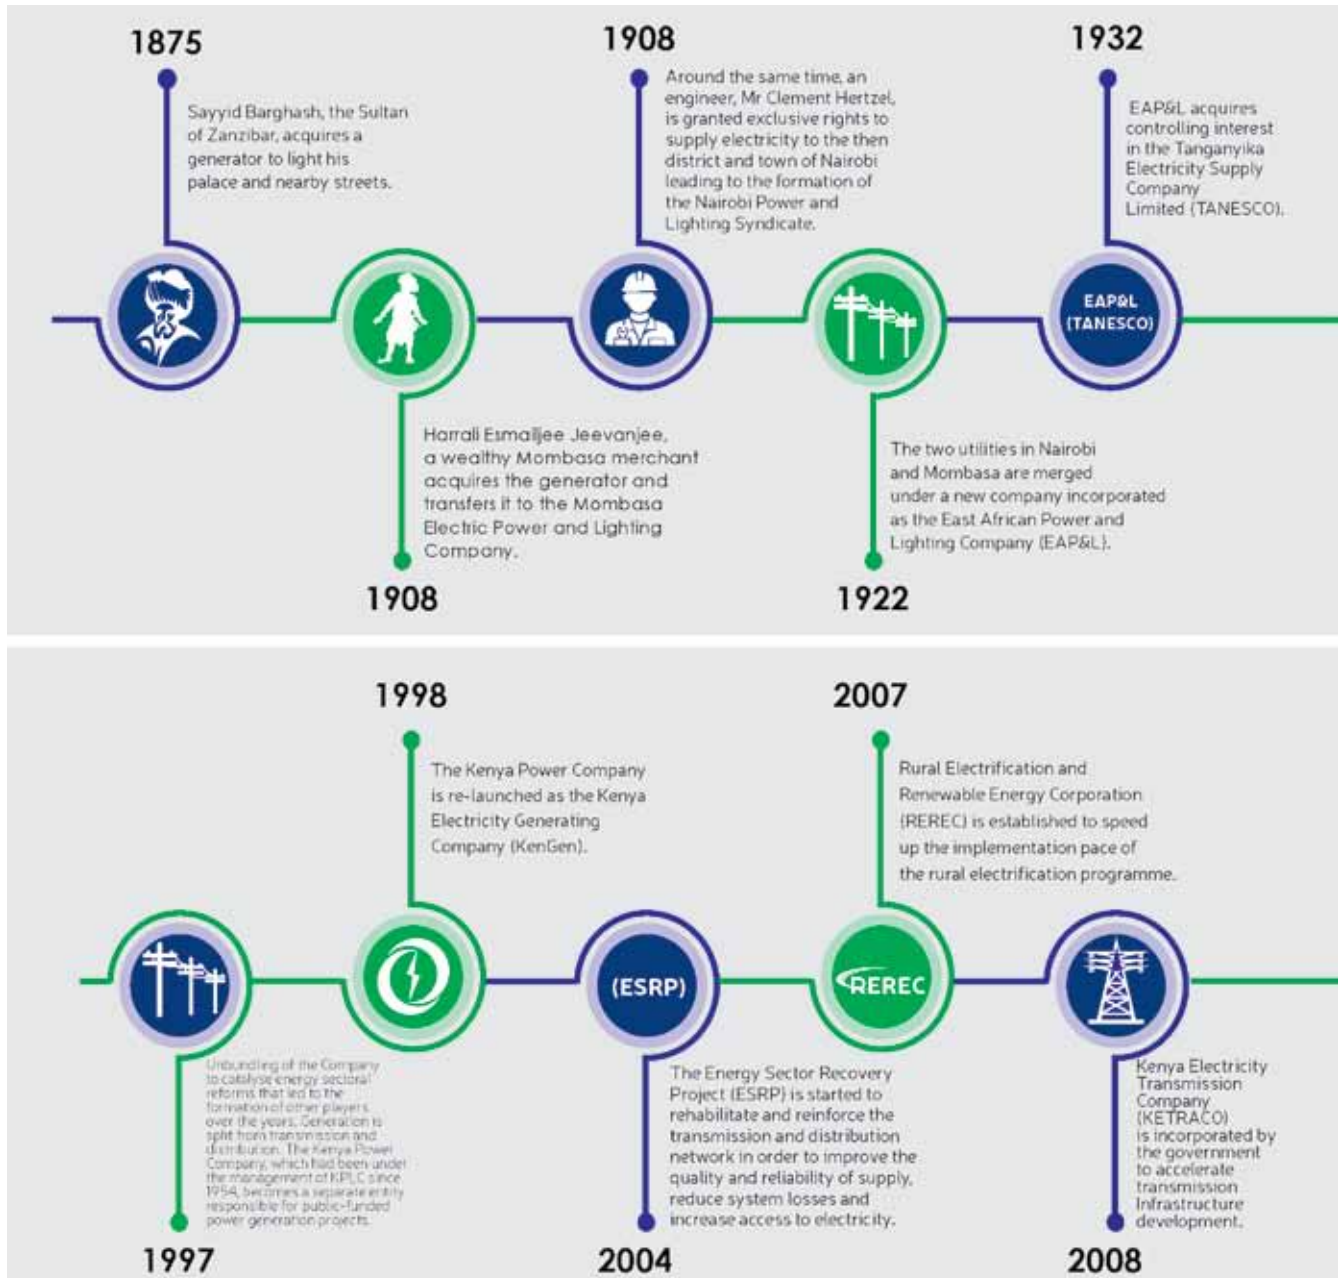 1875
Sayyid Barghash, the Sultan
of Zanzibar, acquires a
generator to light his
palace and nearby streets.
Harrali Esmailjee Jeevanjee,
a wealthy Mombasa merchant
acquires the generator and
transfers it to the Mombasa
Electric Power and Lighting
Company.
1908
1908
Around the same time, an
engineer, Mr Clement Hertzel,
is granted exclusive rights to
supply electricity to the then
district and town of Nairobi
leading to the formation of
the Nairobi Power and
Lighting Syndicate.
The two utilities in Nairobi
and Mombasa are merged
under a new company incorporated
as the East African Power and
Lighting Company (EAP&L).
1922
1932
EAP&L acquires
controlling interest
in the Tanganyika
Electricity Supply
Company
Limited (TANESCO).
EAP&L
(TANESCO)
Unbundling of the Company
to catalyse energy sectoral
reforms that led to the
formation of other players
over the years. Generation is
split from transmission and
distribution. The Kenya Power
Company, which had been under
the management of KPLC since
1954, becomes a separate entity
responsible for public-funded
power generation projects.
1997
1998
The Kenya Power Company
is re-launched as the Kenya
Electricity Generating
Company (KenGen).
(ESRP)
The Energy Sector Recovery
Project (ESRP) is started to
rehabilitate and reinforce the
transmission and distribution
network in order to improve the
quality and reliability of supply,
reduce system losses and
increase access to electricity.
2004
2007
Rural Electrification and
Renewable Energy Corporation
(REREC) is established to speed
up the implementation pace of
the rural electrification programme.
REREC
Kenya Electricity
Transmission
Company
(KETRACO)
is incorporated by
the government
to accelerate
transmission
Infrastructure
development.
2008